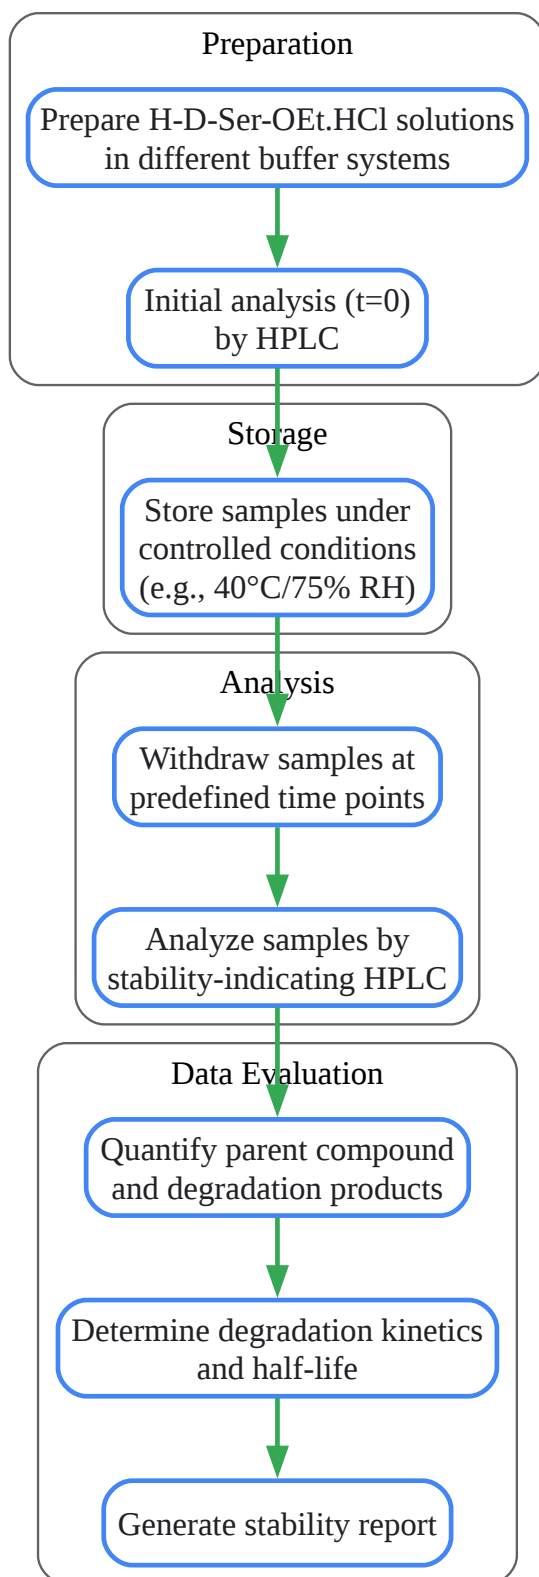 Preparation
Prepare H-D-Ser-OEt.HCl solutions
in different buffer systems
Initial analysis (t=0)
by HPLC
Storage
Store samples under
controlled conditions
(e.g., 40°C/75% RH)
Analysis
Withdraw samples at
predefined time points
Analyze samples by
stability-indicating HPLC
Data Evaluation
Quantify parent compound
and degradation products
Determine degradation kinetics
and half-life
Generate stability report